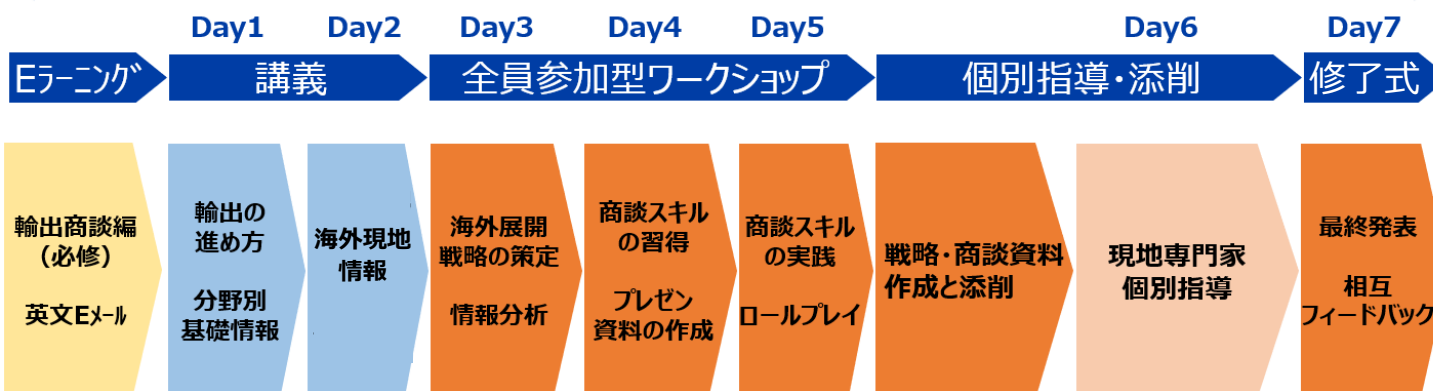 Day1
Day2
Day3
Day4
Day5
Day6
Day7
Eﾗｰﾆﾝｸﾞ
講義
全員参加型ワークショップ
個別指導・添削
修了式
輸出商談編
（必修）
英文Eﾒｰﾙ
輸出の
進め方
分野別
基礎情報
海外現地
情報
海外展開
戦略の策定
情報分析
商談スキル
の習得
プレゼン
資料の作成
商談スキル
の実践
ロールプレイ
戦略・商談資料
作成と添削
現地専門家
個別指導
最終発表
相互
フィードバック